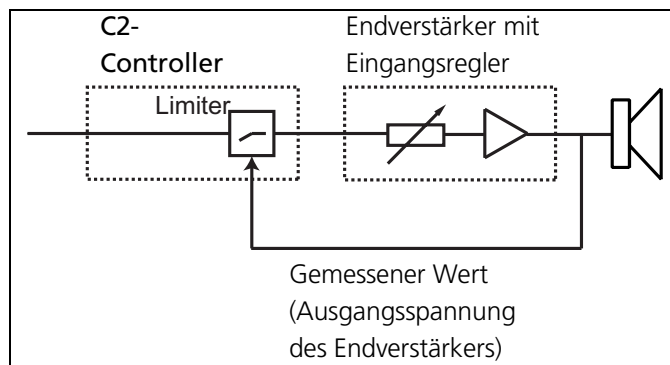 C2-
Controller
Endverstärker mit
Eingangsregler
Limiter
Gemessener Wert
(Ausgangsspannung
des Endverstärkers)